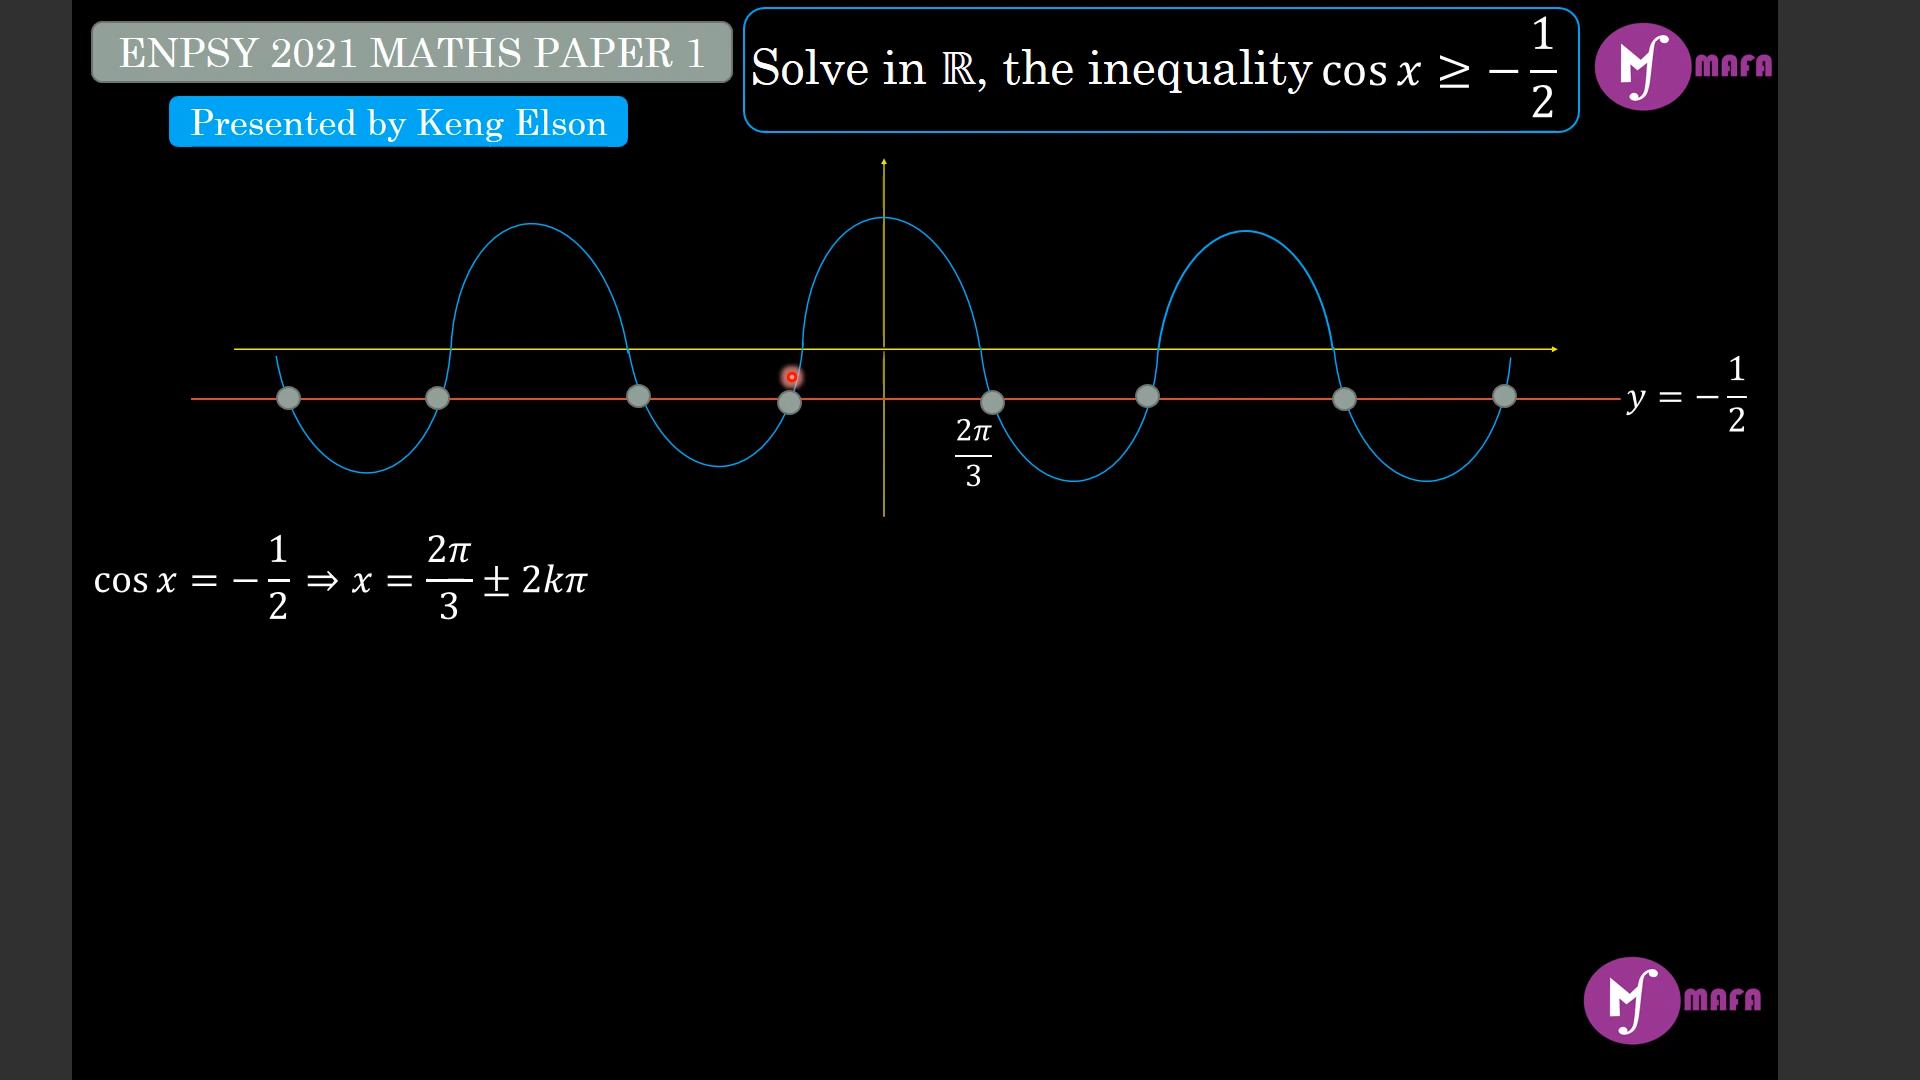 ENPSY 2021 MATHS PAPER 1
Presented by Keng Elson
Solve in ℝ, the inequality cos x ≥ −1/2
MAFA
y = −1/2
2π/3
cos x = −1/2 ⇒ x = 2π/3 ± 2kπ
MAFA